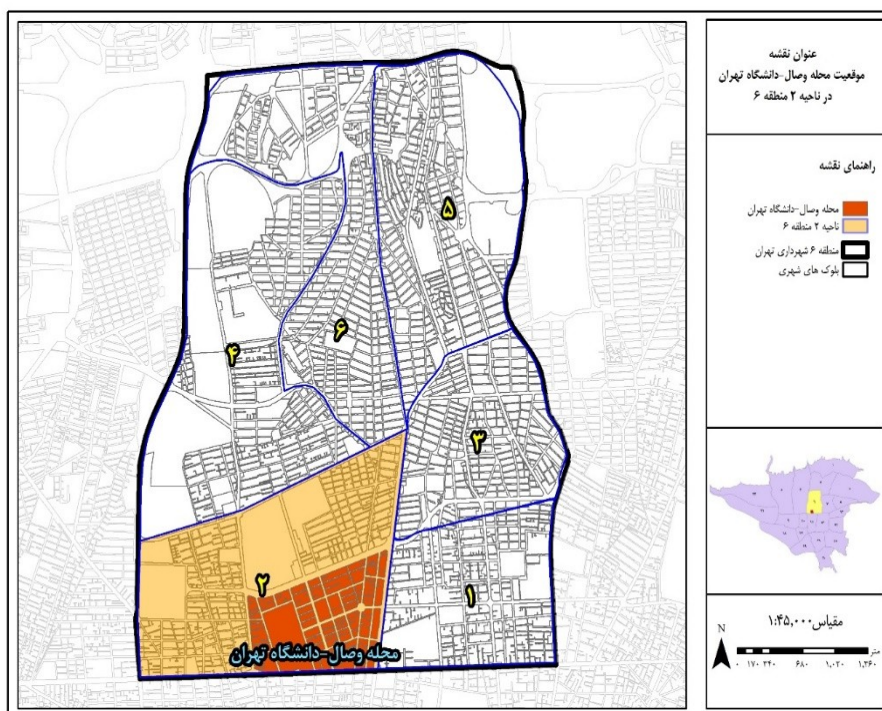 عنوان نقشه
موقعیت محله وصال-دانشگاه تهران
در ناحیه ۲ منطقه ۶
راهنمای نقشه
محله وصال-دانشگاه تهران
ناحیه ۲ منطقه ۶
منطقه ۶ شهرداری تهران
بلوک های شهری
۵
۶
۴
۳
۲
۱
محله وصال-دانشگاه تهران
مقیاس ۱:۴۵,۰۰۰
N
متر
۰ ۱۷۰ ۳۴۰ ۶۸۰ ۱,۰۲۰ ۱,۳۶۰